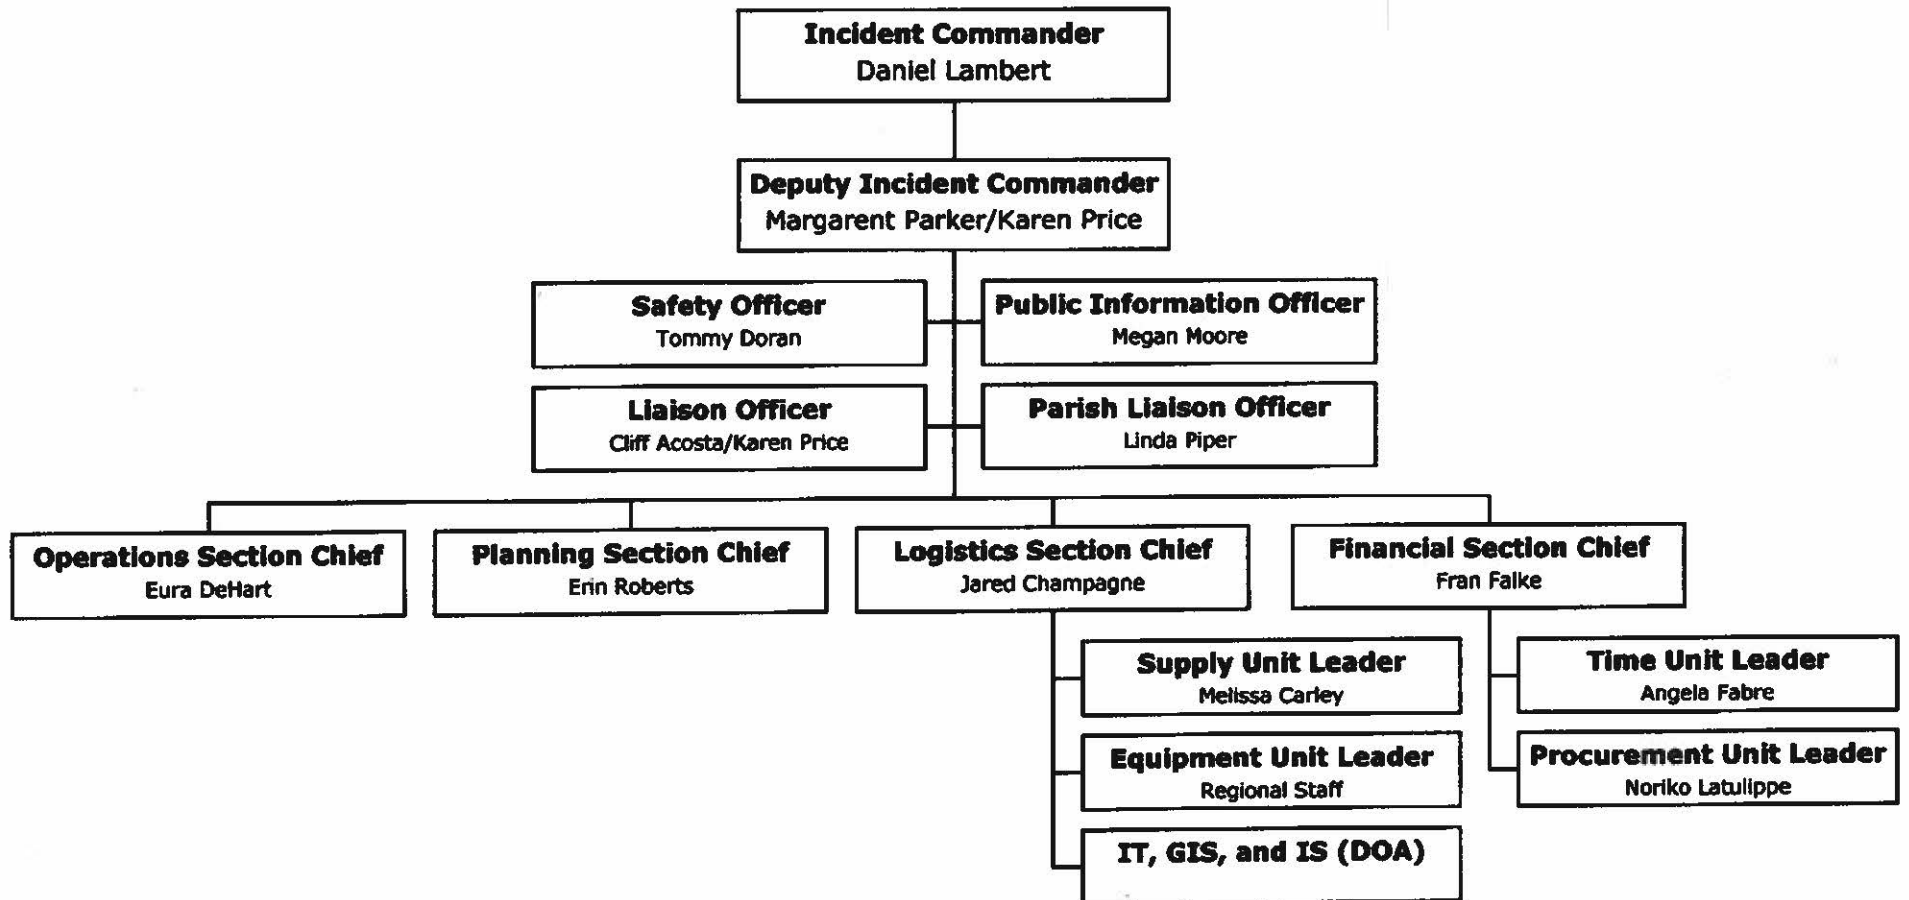 Incident Commander
Daniel Lambert
Deputy Incident Commander
Margarent Parker/Karen Price
Safety Officer
Tommy Doran
Public Information Officer
Megan Moore
Liaison Officer
Cliff Acosta/Karen Price
Parish Liaison Officer
Linda Piper
Operations Section Chief
Eura DeHart
Planning Section Chief
Erin Roberts
Logistics Section Chief
Jared Champagne
Financial Section Chief
Fran Falke
Supply Unit Leader
Melissa Carley
Time Unit Leader
Angela Fabre
Equipment Unit Leader
Regional Staff
Procurement Unit Leader
Noriko Latulippe
IT, GIS, and IS (DOA)